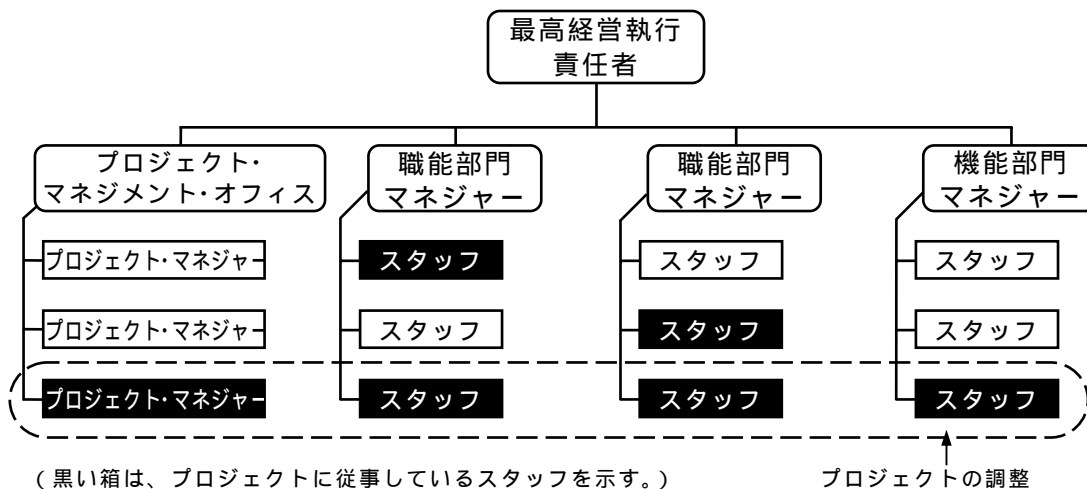 最高経営執行
責任者
プロジェクト・
マネジメント・オフィス
職能部門
マネジャー
職能部門
マネジャー
機能部門
マネジャー
プロジェクト・マネジャー
スタッフ
スタッフ
スタッフ
プロジェクト・マネジャー
スタッフ
スタッフ
スタッフ
プロジェクト・マネジャー
スタッフ
スタッフ
スタッフ
(黒い箱は、プロジェクトに従事しているスタッフを示す。)
プロジェクトの調整